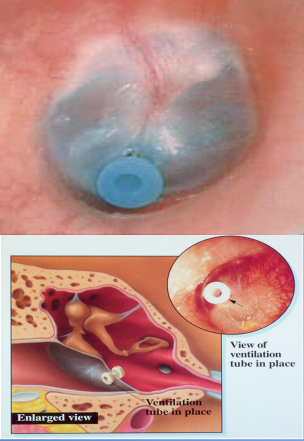 View of
ventilation
tube in place
Ventilation
tube in place
Enlarged view